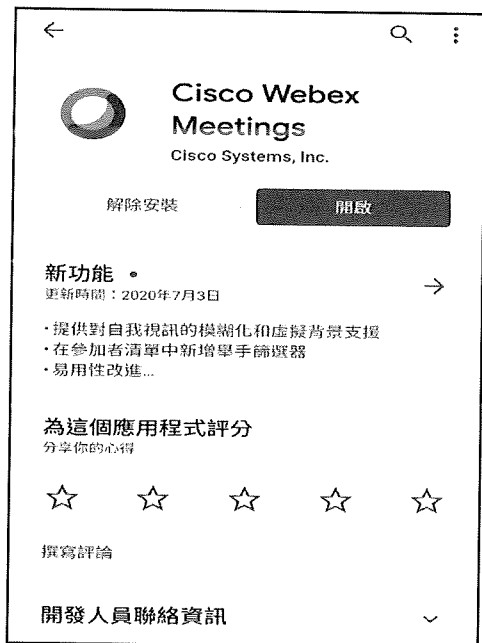 Cisco Webex
Meetings
Cisco Systems, Inc.
解除安裝
開啟
新功能
更新時間：2020年7月3日
•提供對自我視訊的模糊化和虛擬背景支援
•在參加者清單中新增舉手篩選器
•易用性改進...
為這個應用程式評分
分享你的心得
撰寫評論
開發人員聯絡資訊